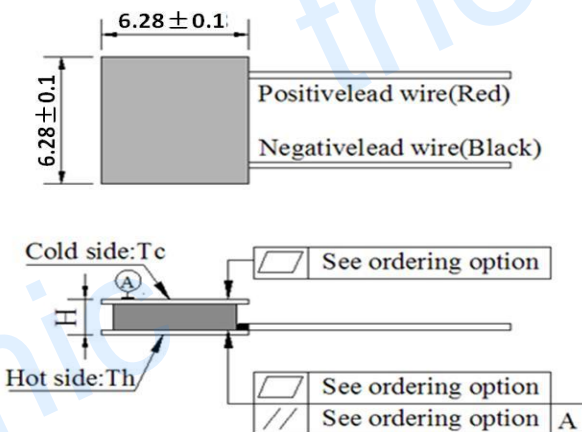 6.28±0.1
6.28±0.1
Positivelead wire(Red)
Negativelead wire(Black)
Cold side:Tc
See ordering option
A
H
Hot side:Th
See ordering option
// See ordering option A